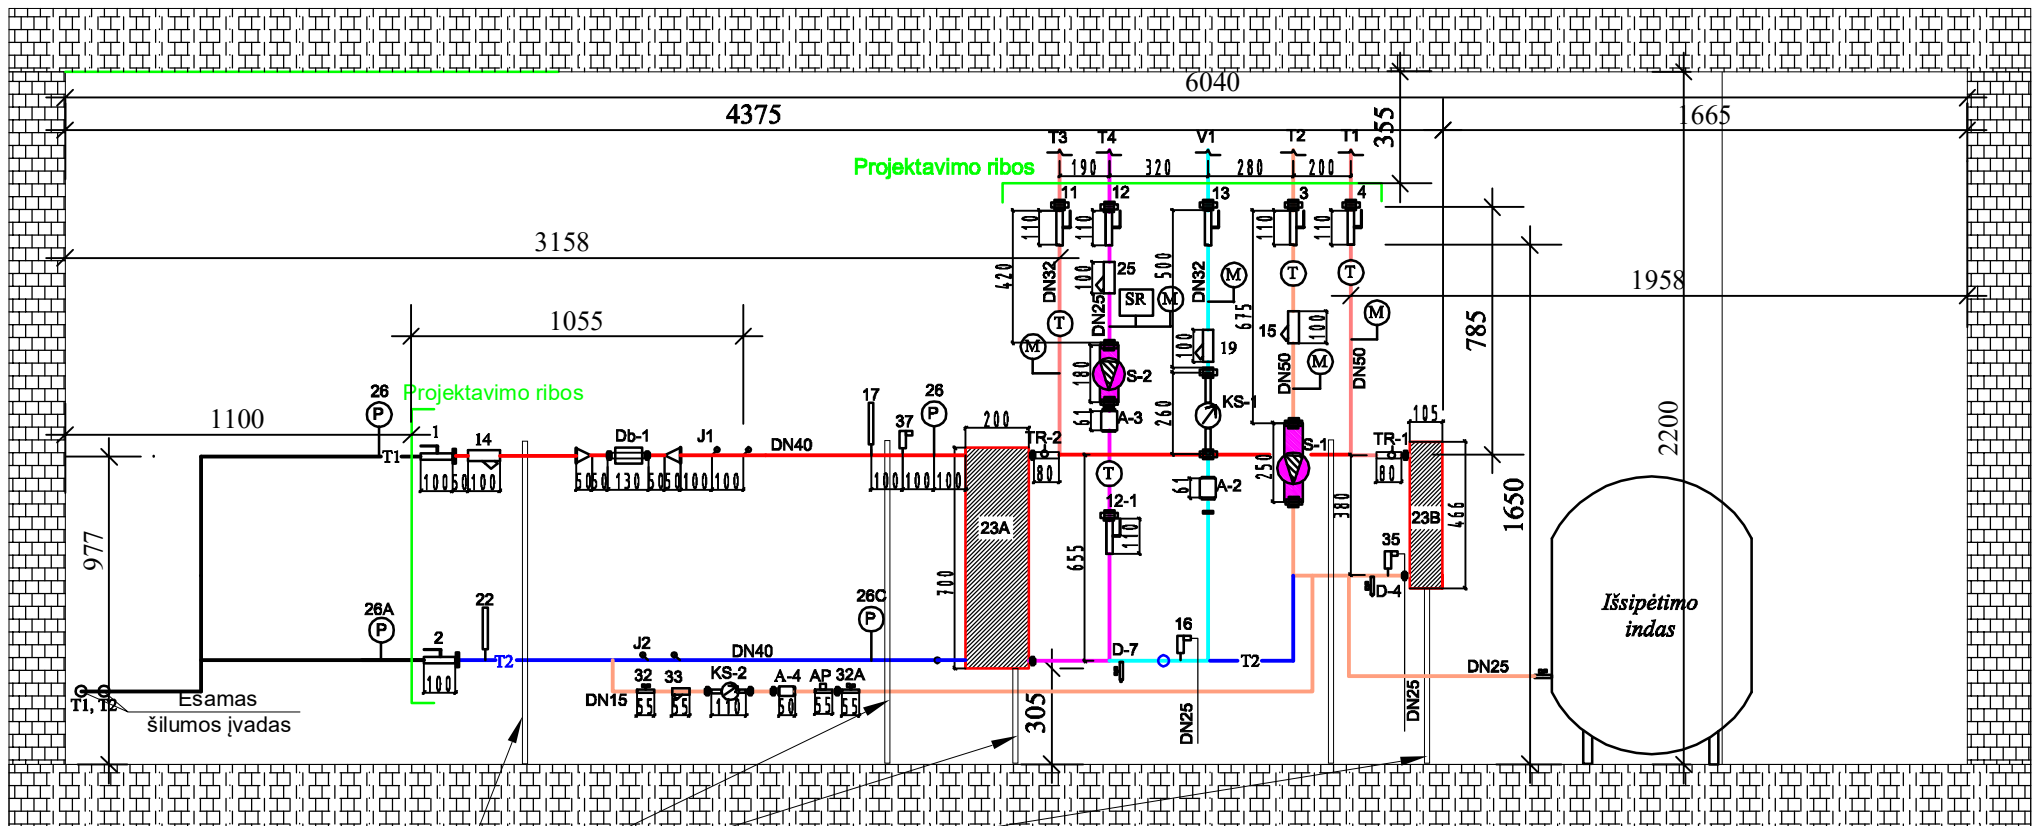 6040
4375
1665
355
T3
T4
V1
T2
T1
Projektavimo ribos
190
320
280
200
11
12
13
3
4
110
110
110
110
3158
420
DN32
100
25
DN25
SR
M
500
DN32
M
T
T
1958
675
15
100
M
785
1055
T
M
180
S-2
100
19
DN50
M
DN50
26
P
Projektavimo ribos
17
37
26
P
61
A-3
260
KS-1
105
1100
1
14
Db-1
J1
DN40
200
TR-2
S-1
TR-1
2200
T1
100
50
100
50
50
130
50
50
100
100
100
100
100
80
T
250
80
61
A-2
12-1
110
380
466
1650
977
23A
23B
700
655
35
D-4
26A
P
2
22
T2
J2
DN40
26C
P
D-7
16
T2
Išsipėtimo
indas
DN25
100
32
33
KS-2
A-4
AP
32A
DN15
55
55
110
50
55
55
T1, T2
Esamas
šilumos įvadas
305
DN25
DN25